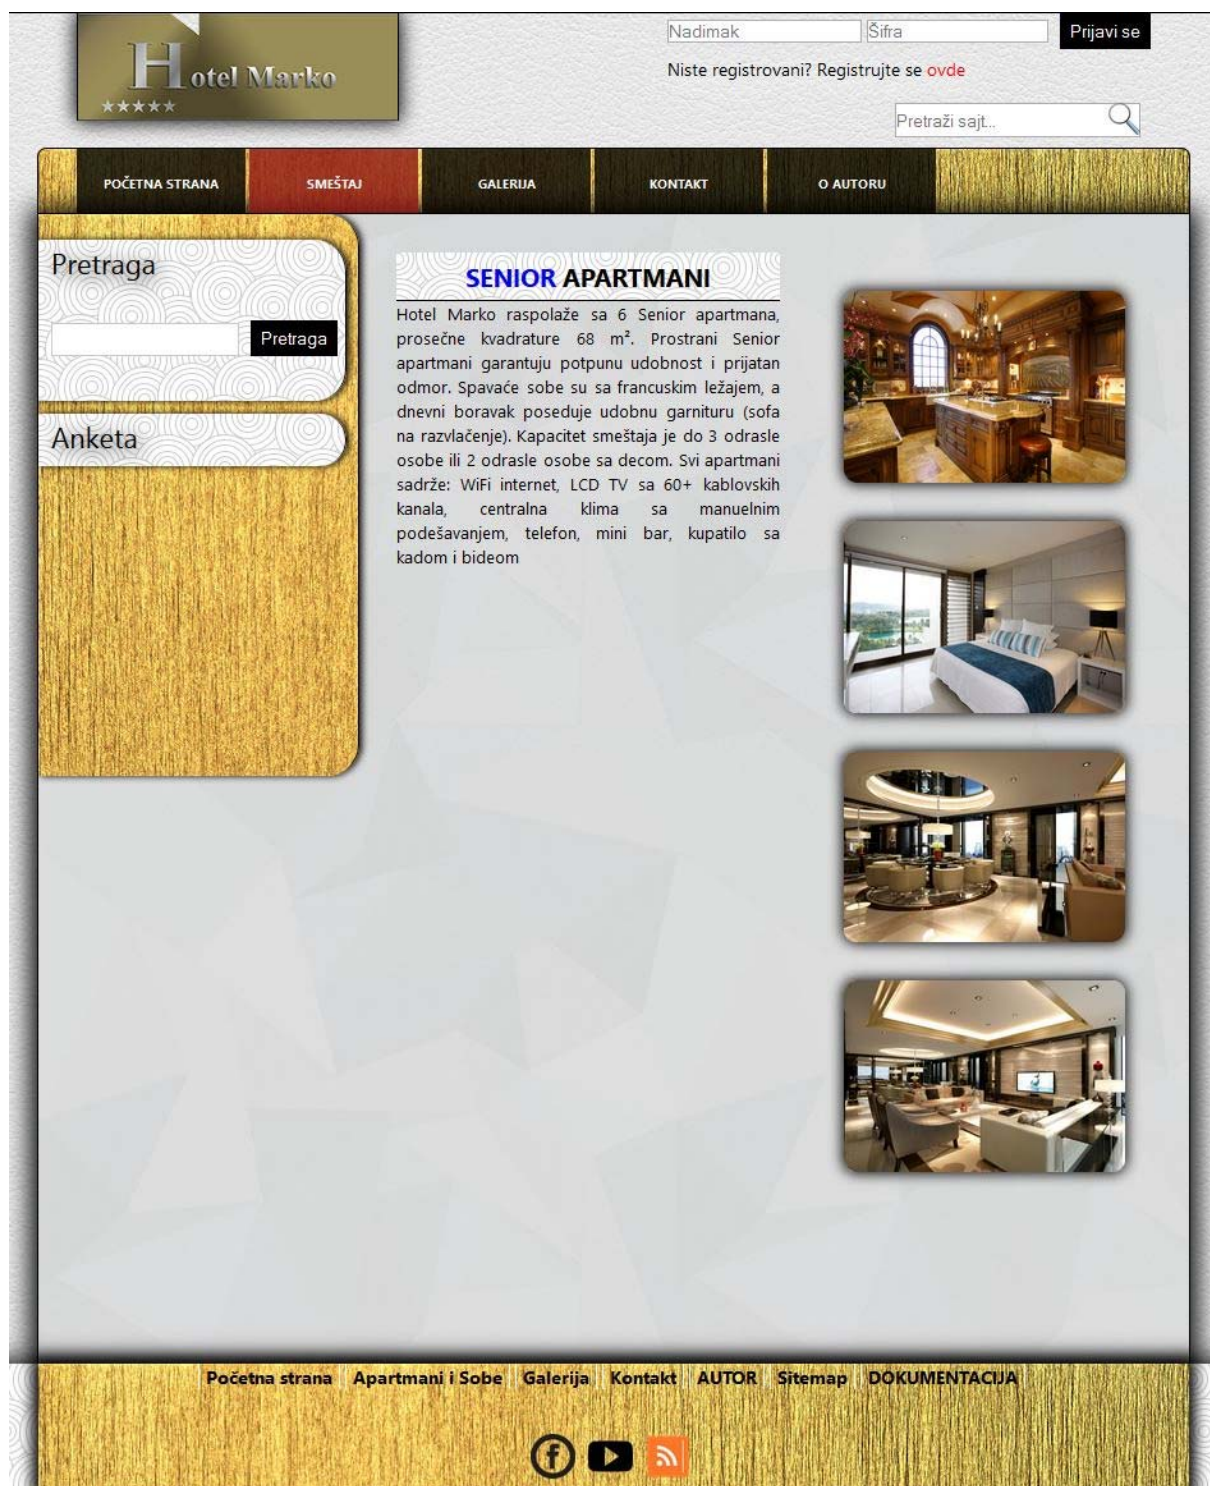 Hotel Marko
Nadimak
Šifra
Prijavi se
Niste registrovani? Registrujte se ovde
Pretraži sajt...
POČETNA STRANA
SMEŠTAJ
GALERIJA
KONTAKT
O AUTORU
Pretraga
Pretraga
Anketa
SENIOR APARTMANI
Hotel Marko raspolaže sa 6 Senior apartmana,
prosečne kvadrature 68 m². Prostrani Senior
apartmani garantuju potpunu udobnost i prijatan
odmor. Spavaće sobe su sa francuskim ležajem, a
dnevni boravak poseduje udobnu garnituru (sofa
na razvlačenje). Kapacitet smeštaja je do 3 odrasle
osobe ili 2 odrasle osobe sa decom. Svi apartmani
sadrže: WiFi internet, LCD TV sa 60+ kablovskih
kanala, centralna klima sa manuelnim
podešavanjem, telefon, mini bar, kupatilo sa
kadom i bideom
Početna strana Apartmani i Sobe Galerija Kontakt AUTOR Sitemap DOKUMENTACIJA